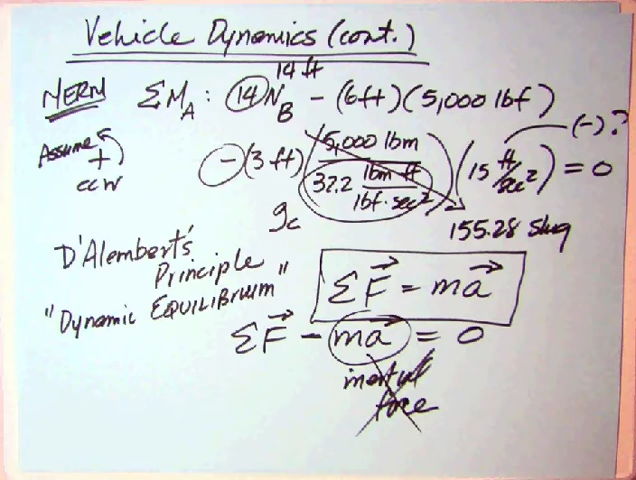 Vehicle Dynamics (cont.)
14 ft
NERM ΣM_A : 14 N_B − (6ft)(5,000 lbf)
(-)?
Assume + ccw
−(3 ft) (5,000 lbm / 32.2 lbm ft / lbf·sec²) (15 ft/sec²) = 0
g_c
155.28 slug
D'Alembert's
Principle
"Dynamic EQUILIBRIUM"
ΣF⃗ = ma⃗
ΣF⃗ − ma⃗ = 0
inertial
force